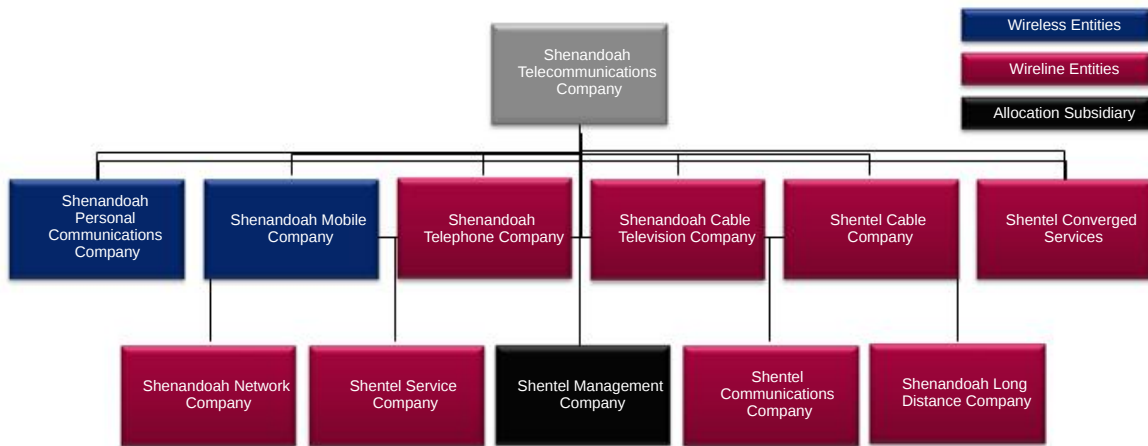 Wireless Entities
Wireline Entities
Allocation Subsidiary
Shenandoah
Telecommunications
Company
Shenandoah
Personal
Communications
Company
Shenandoah Mobile
Company
Shenandoah
Telephone Company
Shenandoah Cable
Television Company
Shentel Cable
Company
Shentel Converged
Services
Shenandoah Network
Company
Shentel Service
Company
Shentel Management
Company
Shentel
Communications
Company
Shenandoah Long
Distance Company